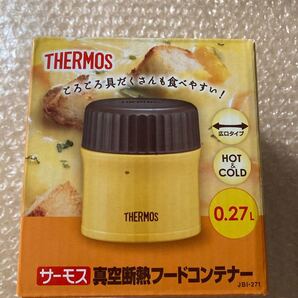 THERMOS
ごろごろ具だくさんも食べやすい!
広口タイプ
HOT
&COLD
THERMOS
0.27L
サーモス 真空断熱フードコンテナー
JBI-271